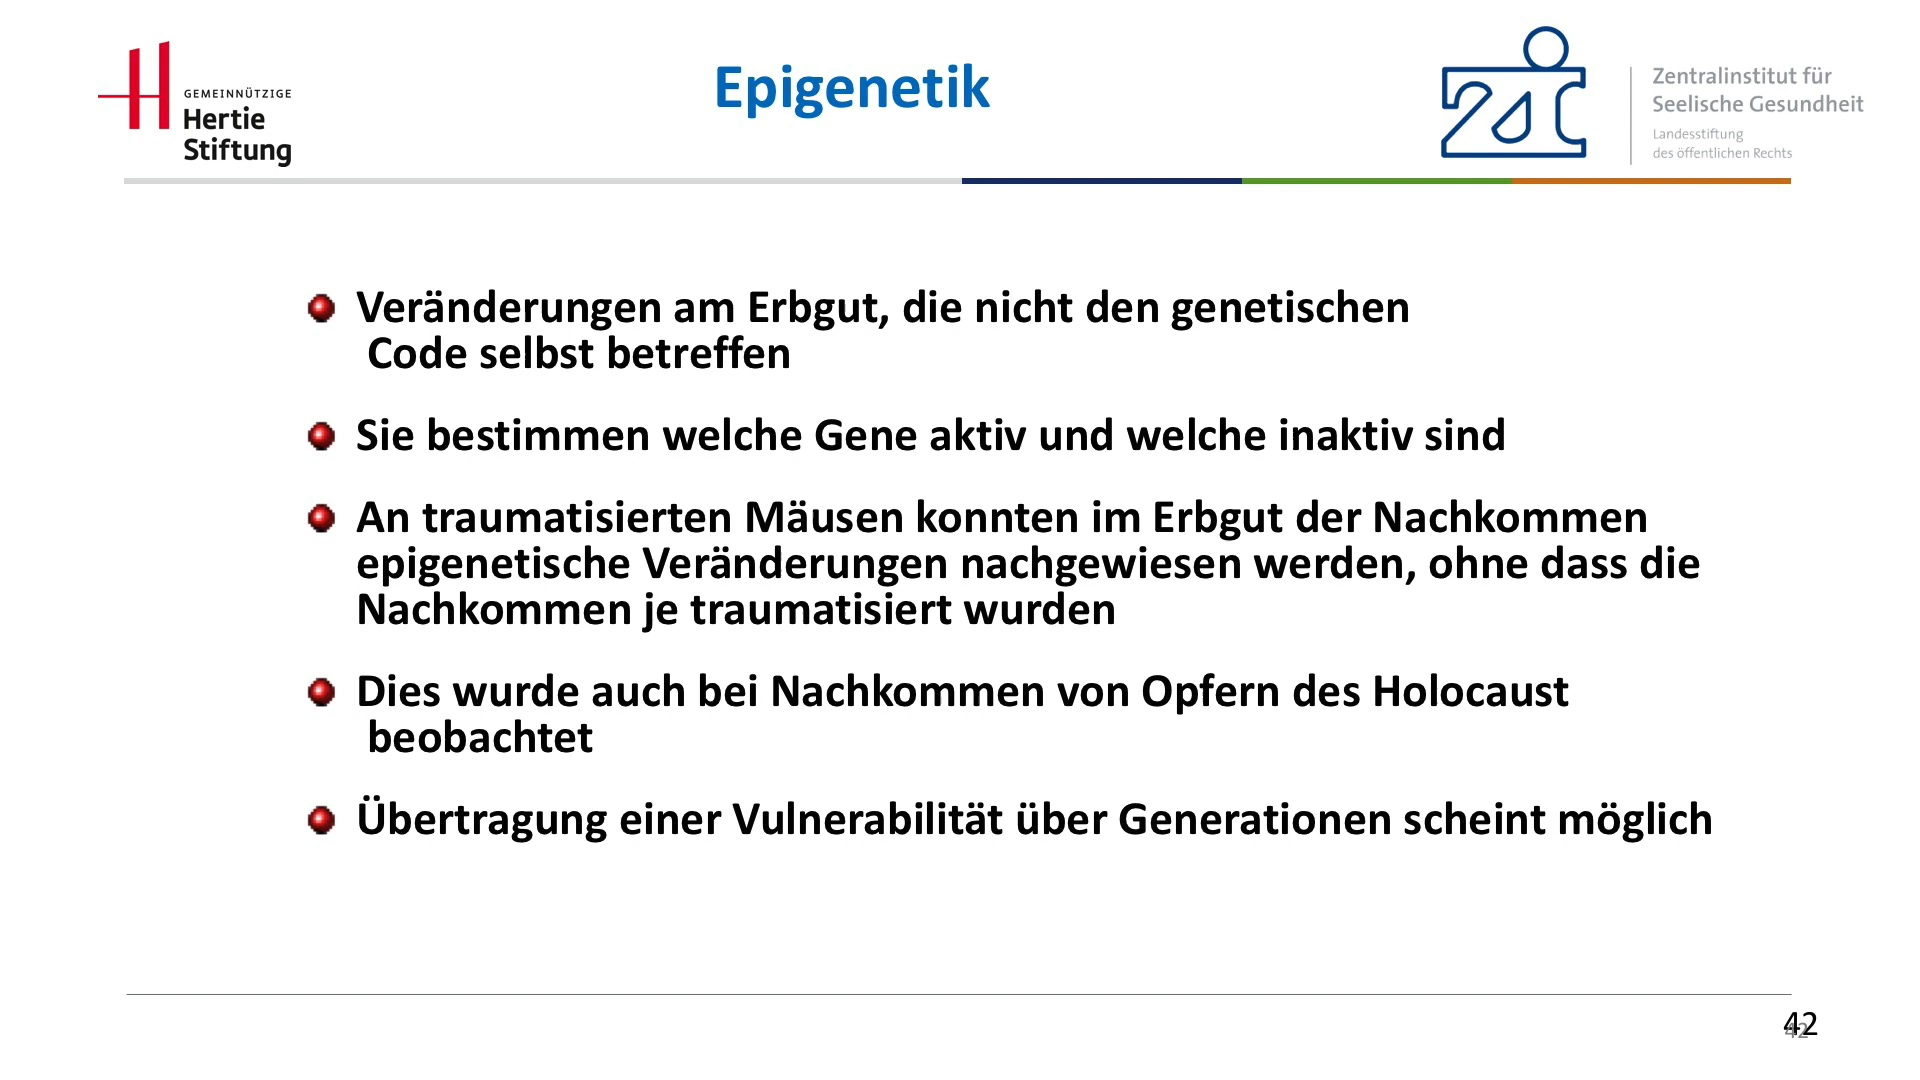 GEMEINNÜTZIGE
Hertie
Stiftung
Epigenetik
Zentralinstitut für
Seelische Gesundheit
Landesstiftung
des öffentlichen Rechts
Veränderungen am Erbgut, die nicht den genetischen
Code selbst betreffen
Sie bestimmen welche Gene aktiv und welche inaktiv sind
An traumatisierten Mäusen konnten im Erbgut der Nachkommen
epigenetische Veränderungen nachgewiesen werden, ohne dass die
Nachkommen je traumatisiert wurden
Dies wurde auch bei Nachkommen von Opfern des Holocaust
beobachtet
Übertragung einer Vulnerabilität über Generationen scheint möglich
42
42